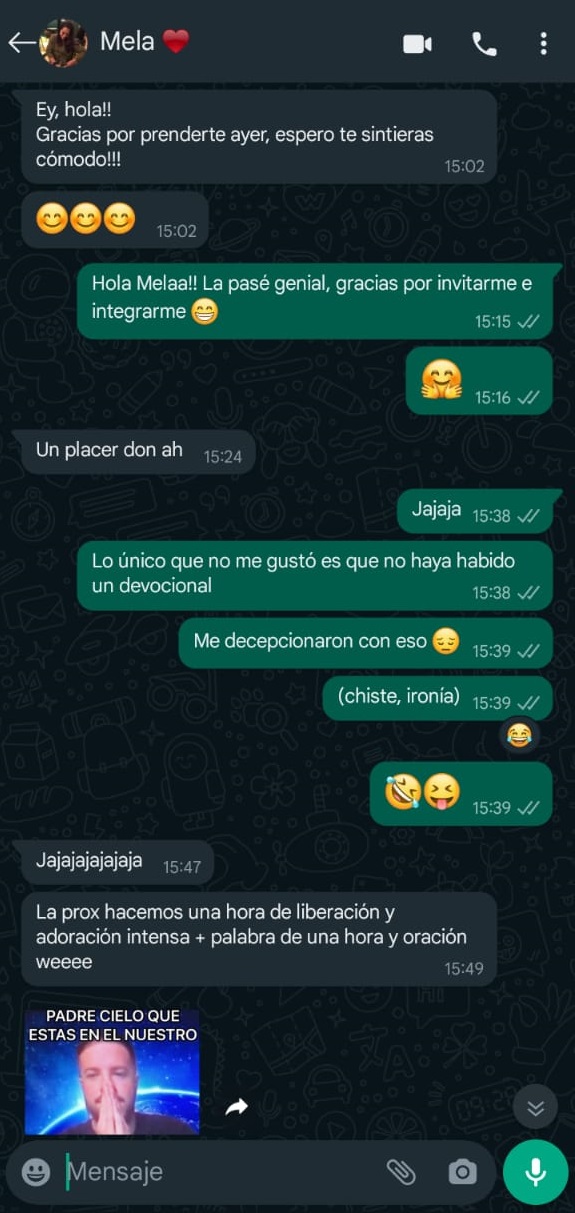 Mela
Ey, hola!!
Gracias por prenderte ayer, espero te sintieras
cómodo!!!
15:02
15:02
Hola Melaa!! La pasé genial, gracias por invitarme e
integrarme
15:15
15:16
Un placer don ah 15:24
Jajaja 15:38
Lo único que no me gustó es que no haya habido
un devocional
15:38
Me decepcionaron con eso 15:39
(chiste, ironía) 15:39
15:39
Jajajajajajaja 15:47
La prox hacemos una hora de liberación y
adoración intensa + palabra de una hora y oración
weeee
15:49
PADRE CIELO QUE
ESTAS EN EL NUESTRO
Mensaje